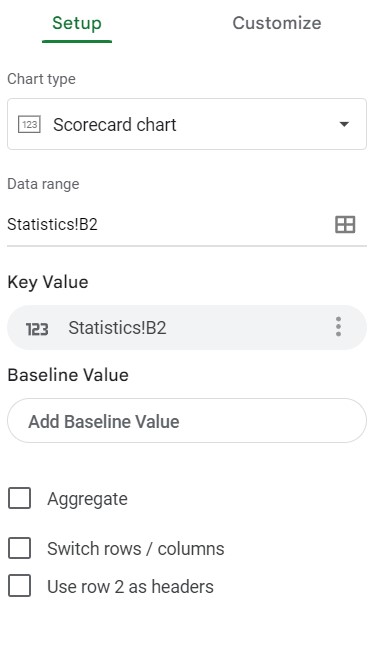 Setup Customize
Chart type
123 Scorecard chart
Data range
Statistics!B2
Key Value
123 Statistics!B2
Baseline Value
Add Baseline Value
Aggregate
Switch rows / columns
Use row 2 as headers